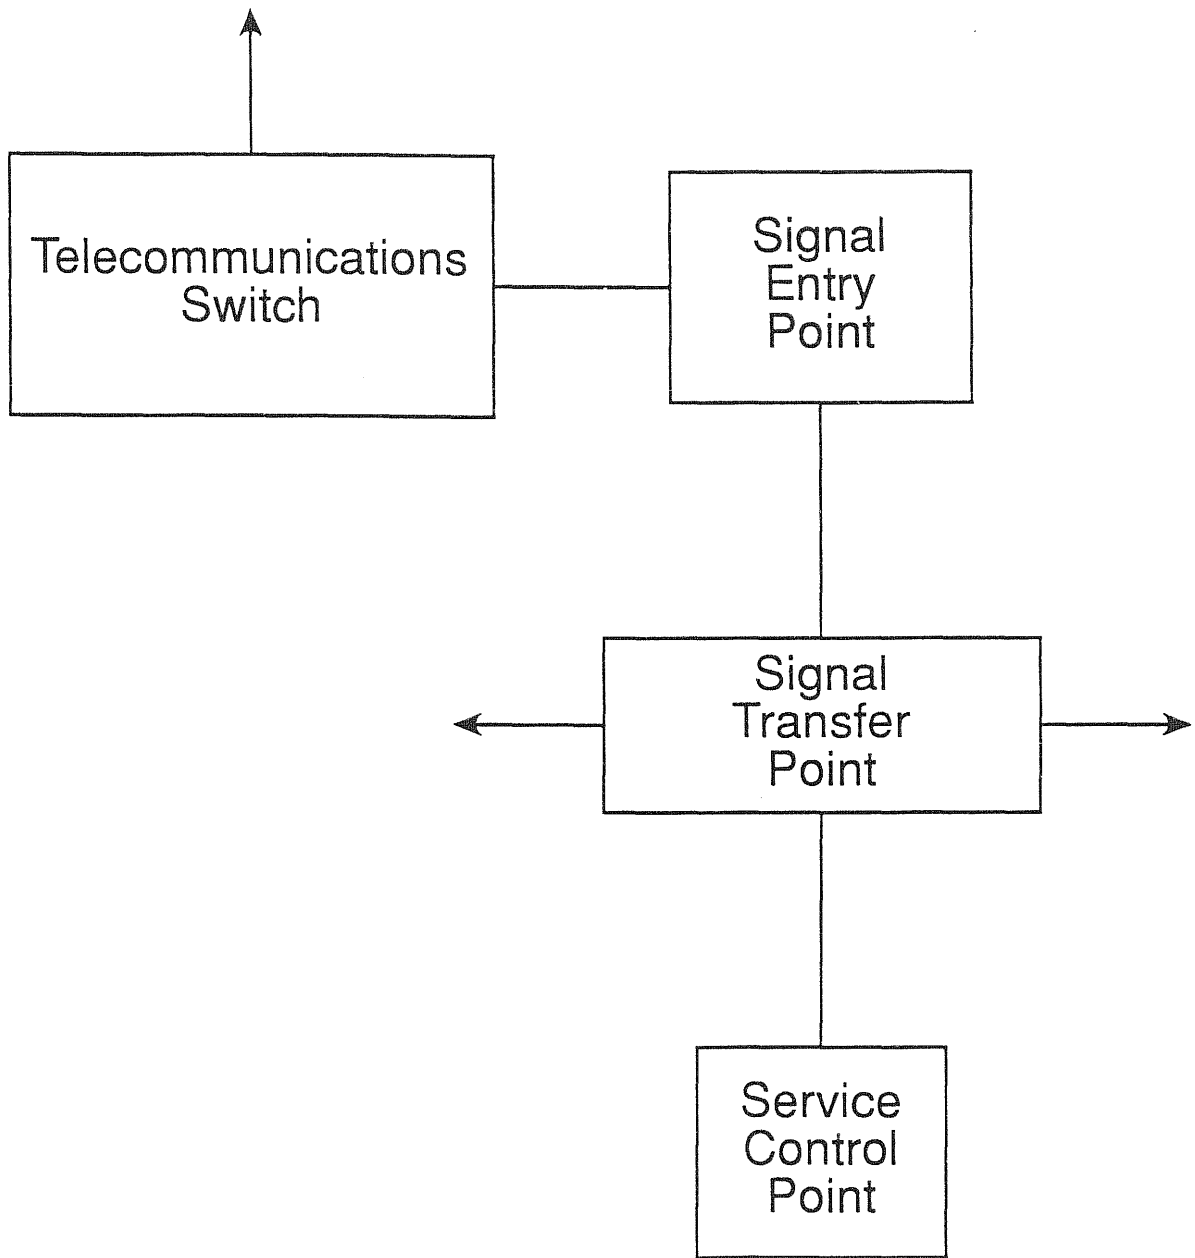 Telecommunications
Switch
Signal
Entry
Point
Signal
Transfer
Point
Service
Control
Point